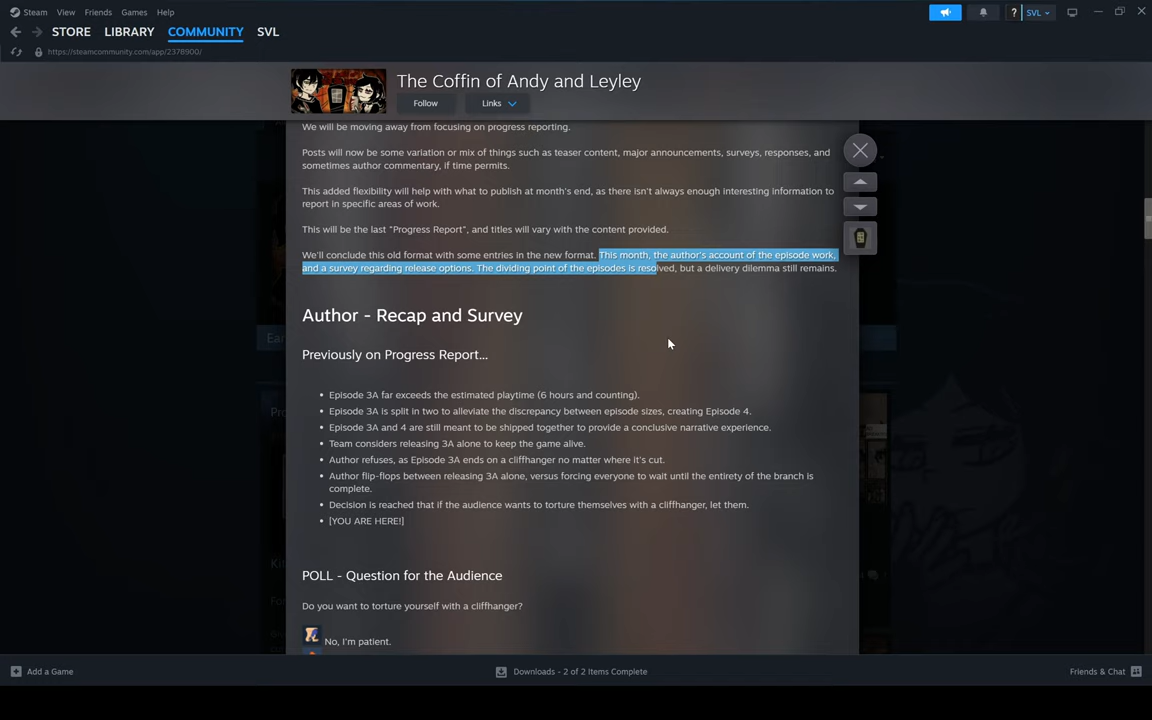 Steam View Friends Games Help
SVL
STORE LIBRARY COMMUNITY SVL
https://steamcommunity.com/app/2378900/
The Coffin of Andy and Leyley
Follow Links
We will be moving away from focusing on progress reporting.
Posts will now be some variation or mix of things such as teaser content, major announcements, surveys, responses, and
sometimes author commentary, if time permits.
This added flexibility will help with what to publish at month's end, as there isn't always enough interesting information to
report in specific areas of work.
This will be the last "Progress Report", and titles will vary with the content provided.
We'll conclude this old format with some entries in the new format. This month, the author's account of the episode work,
and a survey regarding release options. The dividing point of the episodes is resolved, but a delivery dilemma still remains.
Author - Recap and Survey
Previously on Progress Report...
• Episode 3A far exceeds the estimated playtime (6 hours and counting).
• Episode 3A is split in two to alleviate the discrepancy between episode sizes, creating Episode 4.
• Episode 3A and 4 are still meant to be shipped together to provide a conclusive narrative experience.
• Team considers releasing 3A alone to keep the game alive.
• Author refuses, as Episode 3A ends on a cliffhanger no matter where it's cut.
• Author flip-flops between releasing 3A alone, versus forcing everyone to wait until the entirety of the branch is
complete.
• Decision is reached that if the audience wants to torture themselves with a cliffhanger, let them.
• [YOU ARE HERE!]
POLL - Question for the Audience
Do you want to torture yourself with a cliffhanger?
No, I'm patient.
Add a Game
Downloads - 2 of 2 Items Complete
Friends & Chat